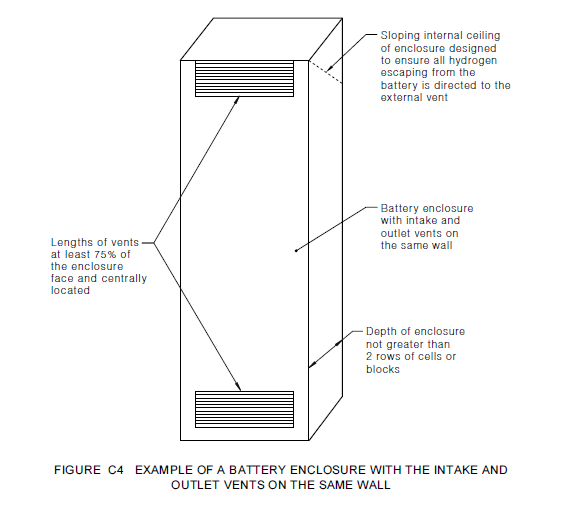 Sloping internal ceiling
of enclosure designed
to ensure all hydrogen
escaping from the
battery is directed to the
external vent
Battery enclosure
with intake and
outlet vents on
the same wall
Lengths of vents
at least 75% of
the enclosure
face and centrally
located
Depth of enclosure
not greater than
2 rows of cells or
blocks
FIGURE C4 EXAMPLE OF A BATTERY ENCLOSURE WITH THE INTAKE AND
OUTLET VENTS ON THE SAME WALL